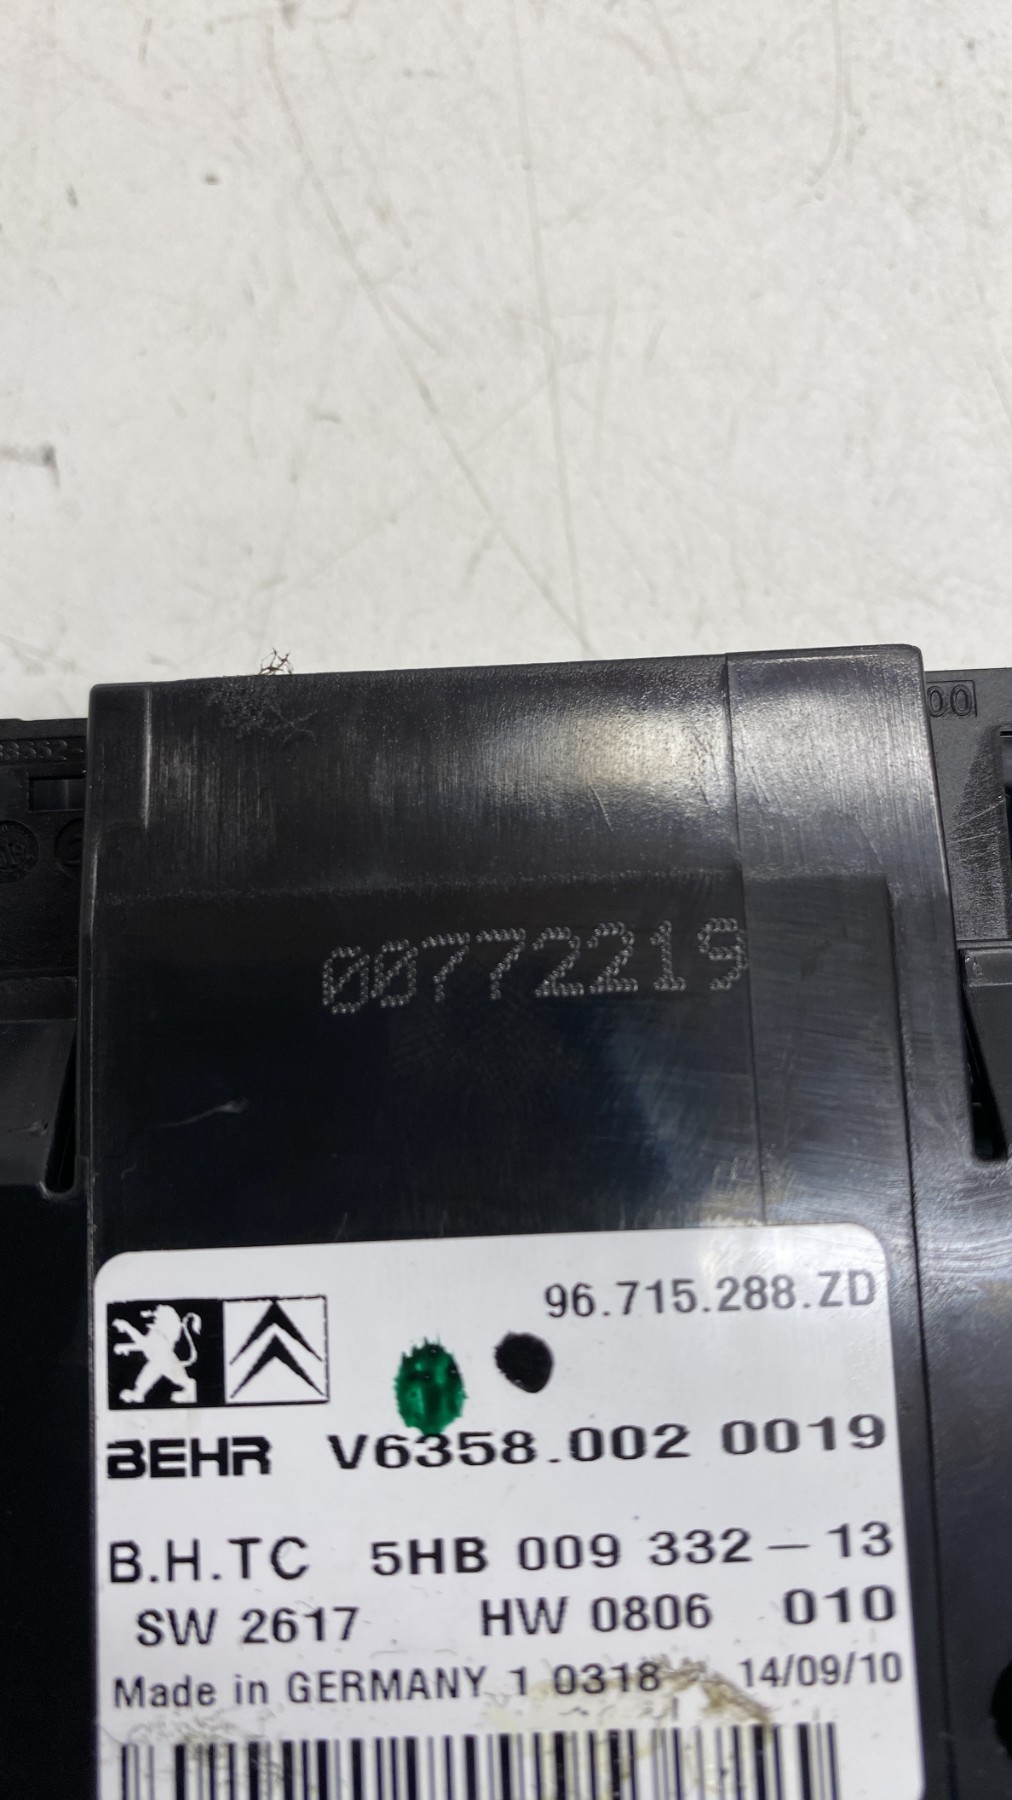 00
00772219
96.715.288.ZD
BEHR V6358.002 0019
B.H.TC 5HB 009 332-13
SW 2617 HW 0806 010
Made in GERMANY 1 0318 14/09/10